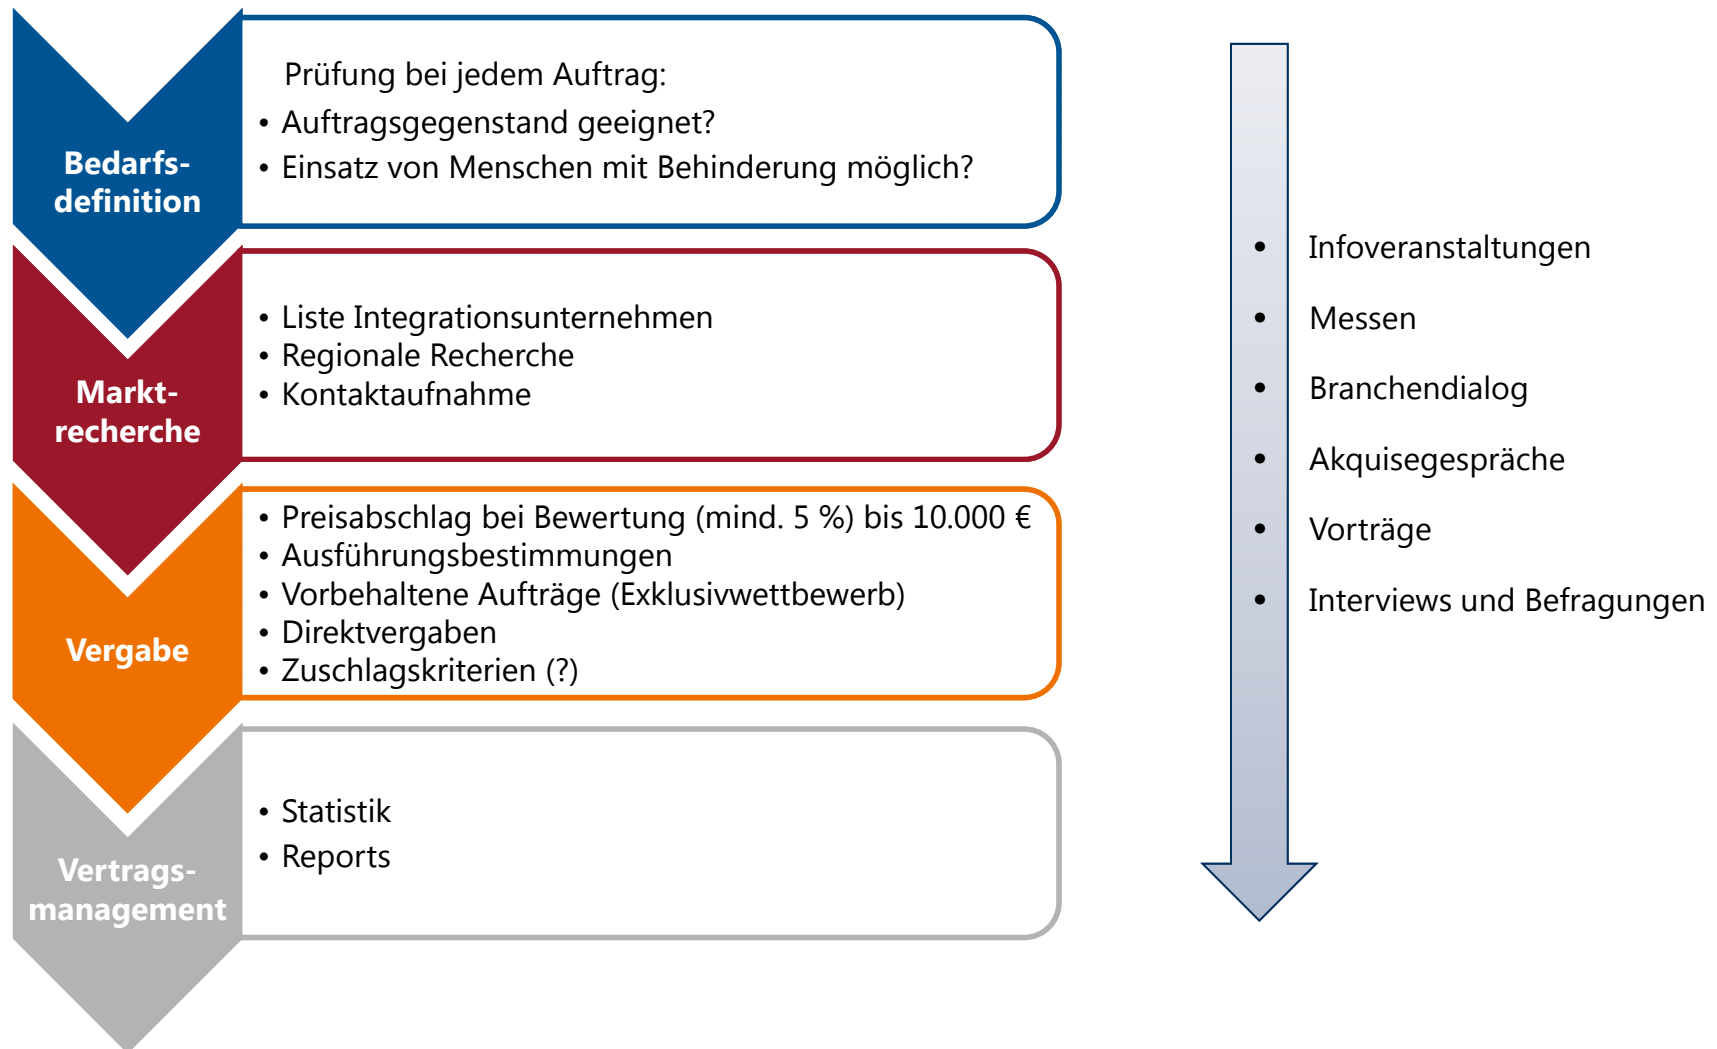 Bedarfs-
definition
Prüfung bei jedem Auftrag:
• Auftragsgegenstand geeignet?
• Einsatz von Menschen mit Behinderung möglich?
Markt-
recherche
• Liste Integrationsunternehmen
• Regionale Recherche
• Kontaktaufnahme
Vergabe
• Preisabschlag bei Bewertung (mind. 5 %) bis 10.000 €
• Ausführungsbestimmungen
• Vorbehaltene Aufträge (Exklusivwettbewerb)
• Direktvergaben
• Zuschlagskriterien (?)
Vertrags-
management
• Statistik
• Reports
• Infoveranstaltungen
• Messen
• Branchendialog
• Akquisegespräche
• Vorträge
• Interviews und Befragungen